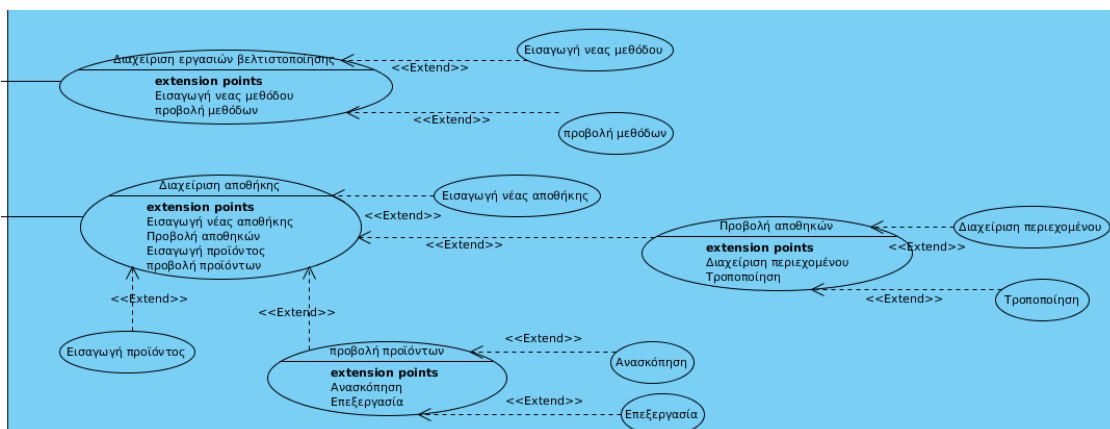 Διαχείριση εργασιών βελτιστοποίησης
extension points
Εισαγωγή νεας μεθόδου
προβολή μεθόδων
<<Extend>>
Εισαγωγή νεας μεθόδου
<<Extend>>
προβολή μεθόδων
Διαχείριση αποθήκης
extension points
Εισαγωγή νέας αποθήκης
Προβολή αποθηκών
Εισαγωγή προϊόντος
προβολή προϊόντων
<<Extend>>
Εισαγωγή νέας αποθήκης
<<Extend>>
Προβολή αποθηκών
extension points
Διαχείριση περιεχομένου
Τροποποίηση
<<Extend>>
Διαχείριση περιεχομένου
<<Extend>>
Τροποποίηση
<<Extend>>
Εισαγωγή προϊόντος
<<Extend>>
προβολή προϊόντων
extension points
Ανασκόπηση
Επεξεργασία
<<Extend>>
Ανασκόπηση
<<Extend>>
Επεξεργασία